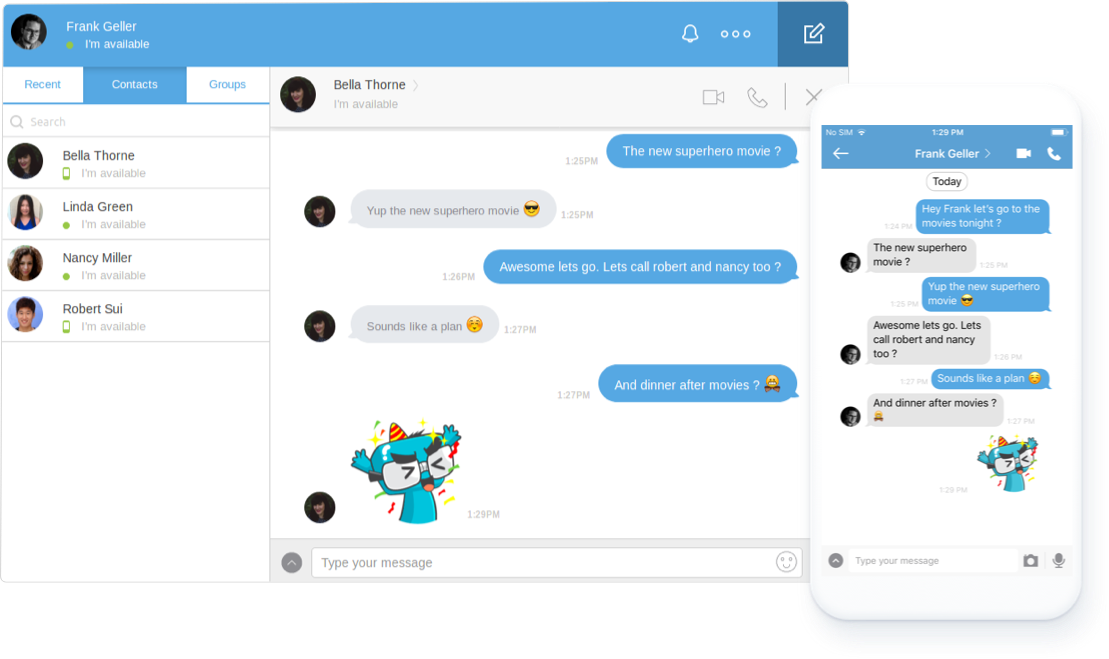 Frank Geller
I'm available
Recent
Contacts
Groups
Search
Bella Thorne
I'm available
Linda Green
I'm available
Nancy Miller
I'm available
Robert Sui
I'm available
Bella Thorne
I'm available
The new superhero movie ?
1:25PM
Yup the new superhero movie 😎
1:25PM
Awesome lets go. Lets call robert and nancy too ?
1:26PM
Sounds like a plan ☺️
1:27PM
And dinner after movies ?
1:27PM
1:29PM
Type your message
No SIM
1:29 PM
Frank Geller
Today
Hey Frank let's go to the
movies tonight ?
1:24 PM
The new superhero
movie ?
1:25 PM
Yup the new superhero
movie 😎
1:25 PM
Awesome lets go. Lets
call robert and nancy
too ?
1:26 PM
Sounds like a plan ☺️
1:27 PM
And dinner after movies ?
1:27 PM
1:29 PM
Type your message